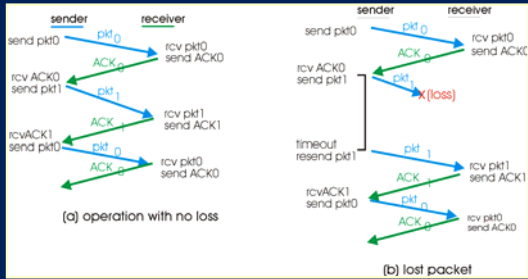 sender receiver
send pkt0
pkt 0
rcv pkt0
send ACK0
ACK 0
rcv ACK0
send pkt1
pkt 1
rcv pkt1
send ACK1
ACK 1
rcvACK1
send pkt0
pkt 0
rcv pkt0
send ACK0
ACK 0
(a) operation with no loss
sender receiver
send pkt0
pkt 0
rcv pkt0
send ACK0
ACK 0
rcv ACK0
send pkt1
pkt 1
X(loss)
timeout
resend pkt1
pkt 1
rcv pkt1
send ACK1
ACK 1
rcvACK1
send pkt0
pkt 0
rcv pkt0
send ACK0
ACK 0
(b) lost packet